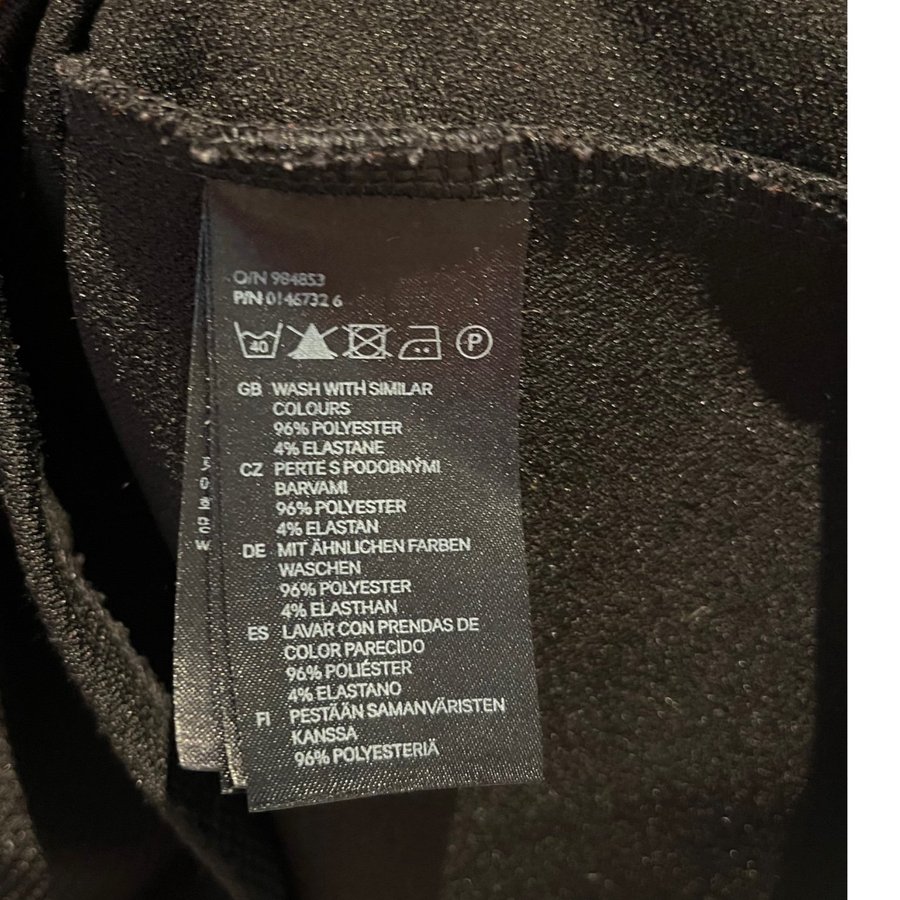 O/N 984853
P/N 0146732 6
40
P
GB WASH WITH SIMILAR
COLOURS
96% POLYESTER
4% ELASTANE
CZ PERTE S PODOBNÝMI
BARVAMI
96% POLYESTER
4% ELASTAN
DE MIT ÄHNLICHEN FARBEN
WASCHEN
96% POLYESTER
4% ELASTHAN
ES LAVAR CON PRENDAS DE
COLOR PARECIDO
96% POLIÉSTER
4% ELASTANO
FI PESTÄÄN SAMANVÄRISTEN
KANSSA
96% POLYESTERIÄ